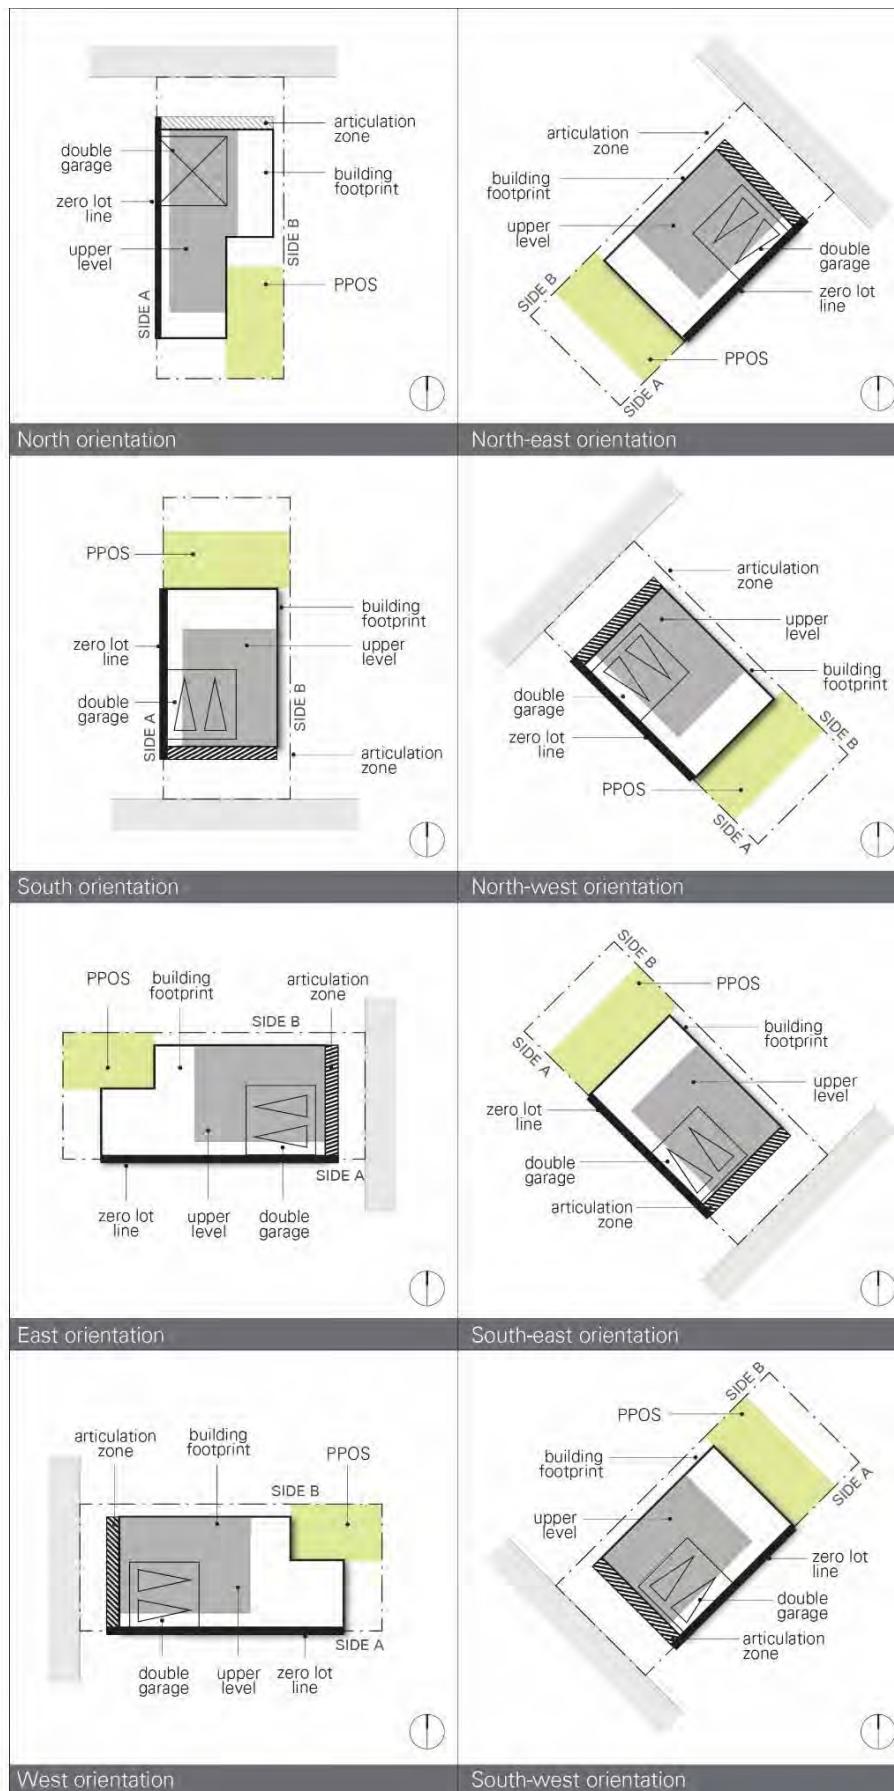 articulation
zone
double
garage
building
footprint
zero lot
line
SIDE B
upper
level
PPOS
SIDE A
North orientation
articulation
zone
building
footprint
upper
level
double
garage
SIDE B
zero lot
line
PPOS
SIDE A
North-east orientation
PPOS
building
footprint
zero lot
line
upper
level
double
garage
SIDE B
SIDE A
articulation
zone
South orientation
articulation
zone
upper
level
building
footprint
double
garage
zero lot
line
SIDE B
PPOS
SIDE A
North-west orientation
PPOS
building
footprint
articulation
zone
SIDE B
SIDE A
zero lot
line
upper
level
double
garage
East orientation
SIDE B
PPOS
building
footprint
SIDE A
upper
level
zero lot
line
double
garage
articulation
zone
South-east orientation
articulation
zone
building
footprint
PPOS
SIDE B
SIDE A
double
garage
upper
level
zero lot
line
West orientation
SIDE B
PPOS
building
footprint
SIDE A
upper
level
zero lot
line
double
garage
articulation
zone
South-west orientation